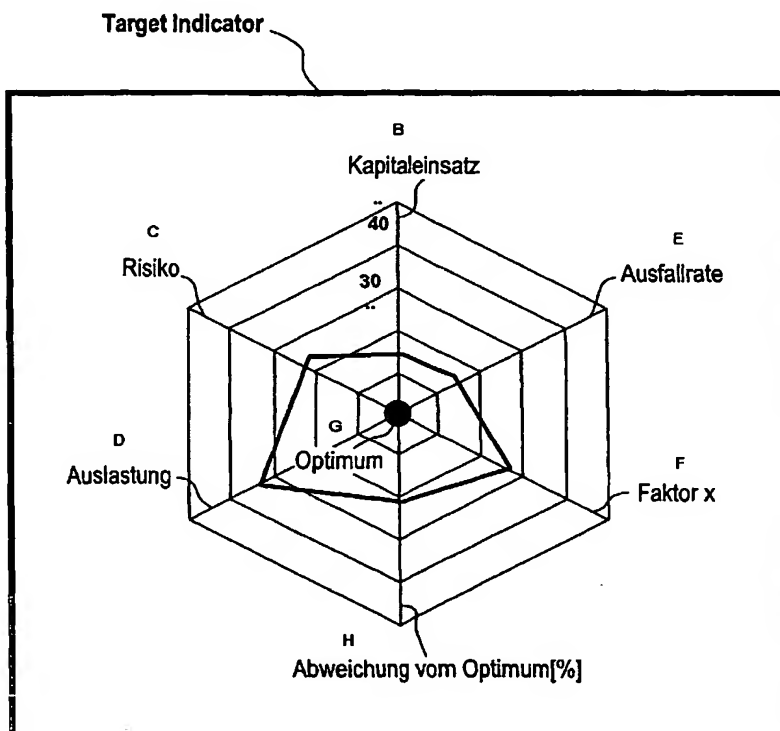 Target Indicator
B
Kapitaleinsatz
..
40
C
Risiko
E
Ausfallrate
30
..
G
Optimum
D
Auslastung
F
Faktor x
H
Abweichung vom Optimum[%]